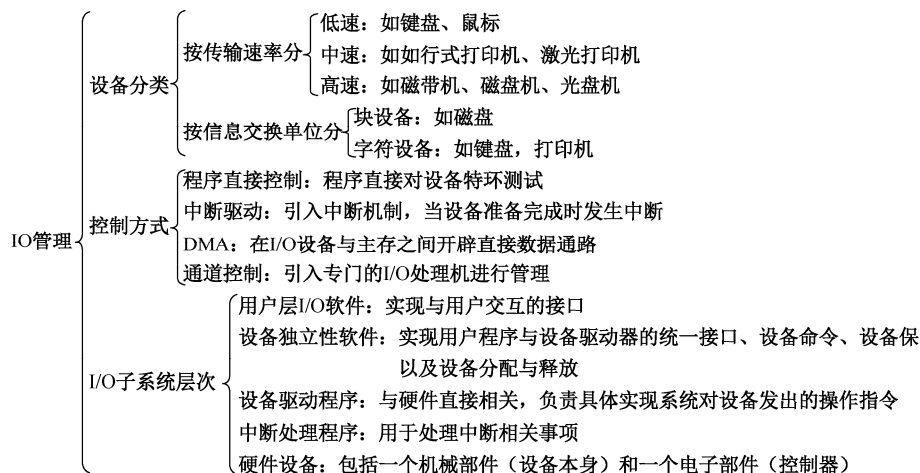 IO管理
设备分类
按传输速率分
低速：如键盘、鼠标
中速：如如行式打印机、激光打印机
高速：如磁带机、磁盘机、光盘机
按信息交换单位分
块设备：如磁盘
字符设备：如键盘，打印机
控制方式
程序直接控制：程序直接对设备特环测试
中断驱动：引入中断机制，当设备准备完成时发生中断
DMA：在I/O设备与主存之间开辟直接数据通路
通道控制：引入专门的I/O处理机进行管理
I/O子系统层次
用户层I/O软件：实现与用户交互的接口
设备独立性软件：实现用户程序与设备驱动器的统一接口、设备命令、设备保
以及设备分配与释放
设备驱动程序：与硬件直接相关，负责具体实现系统对设备发出的操作指令
中断处理程序：用于处理中断相关事项
硬件设备：包括一个机械部件（设备本身）和一个电子部件（控制器）